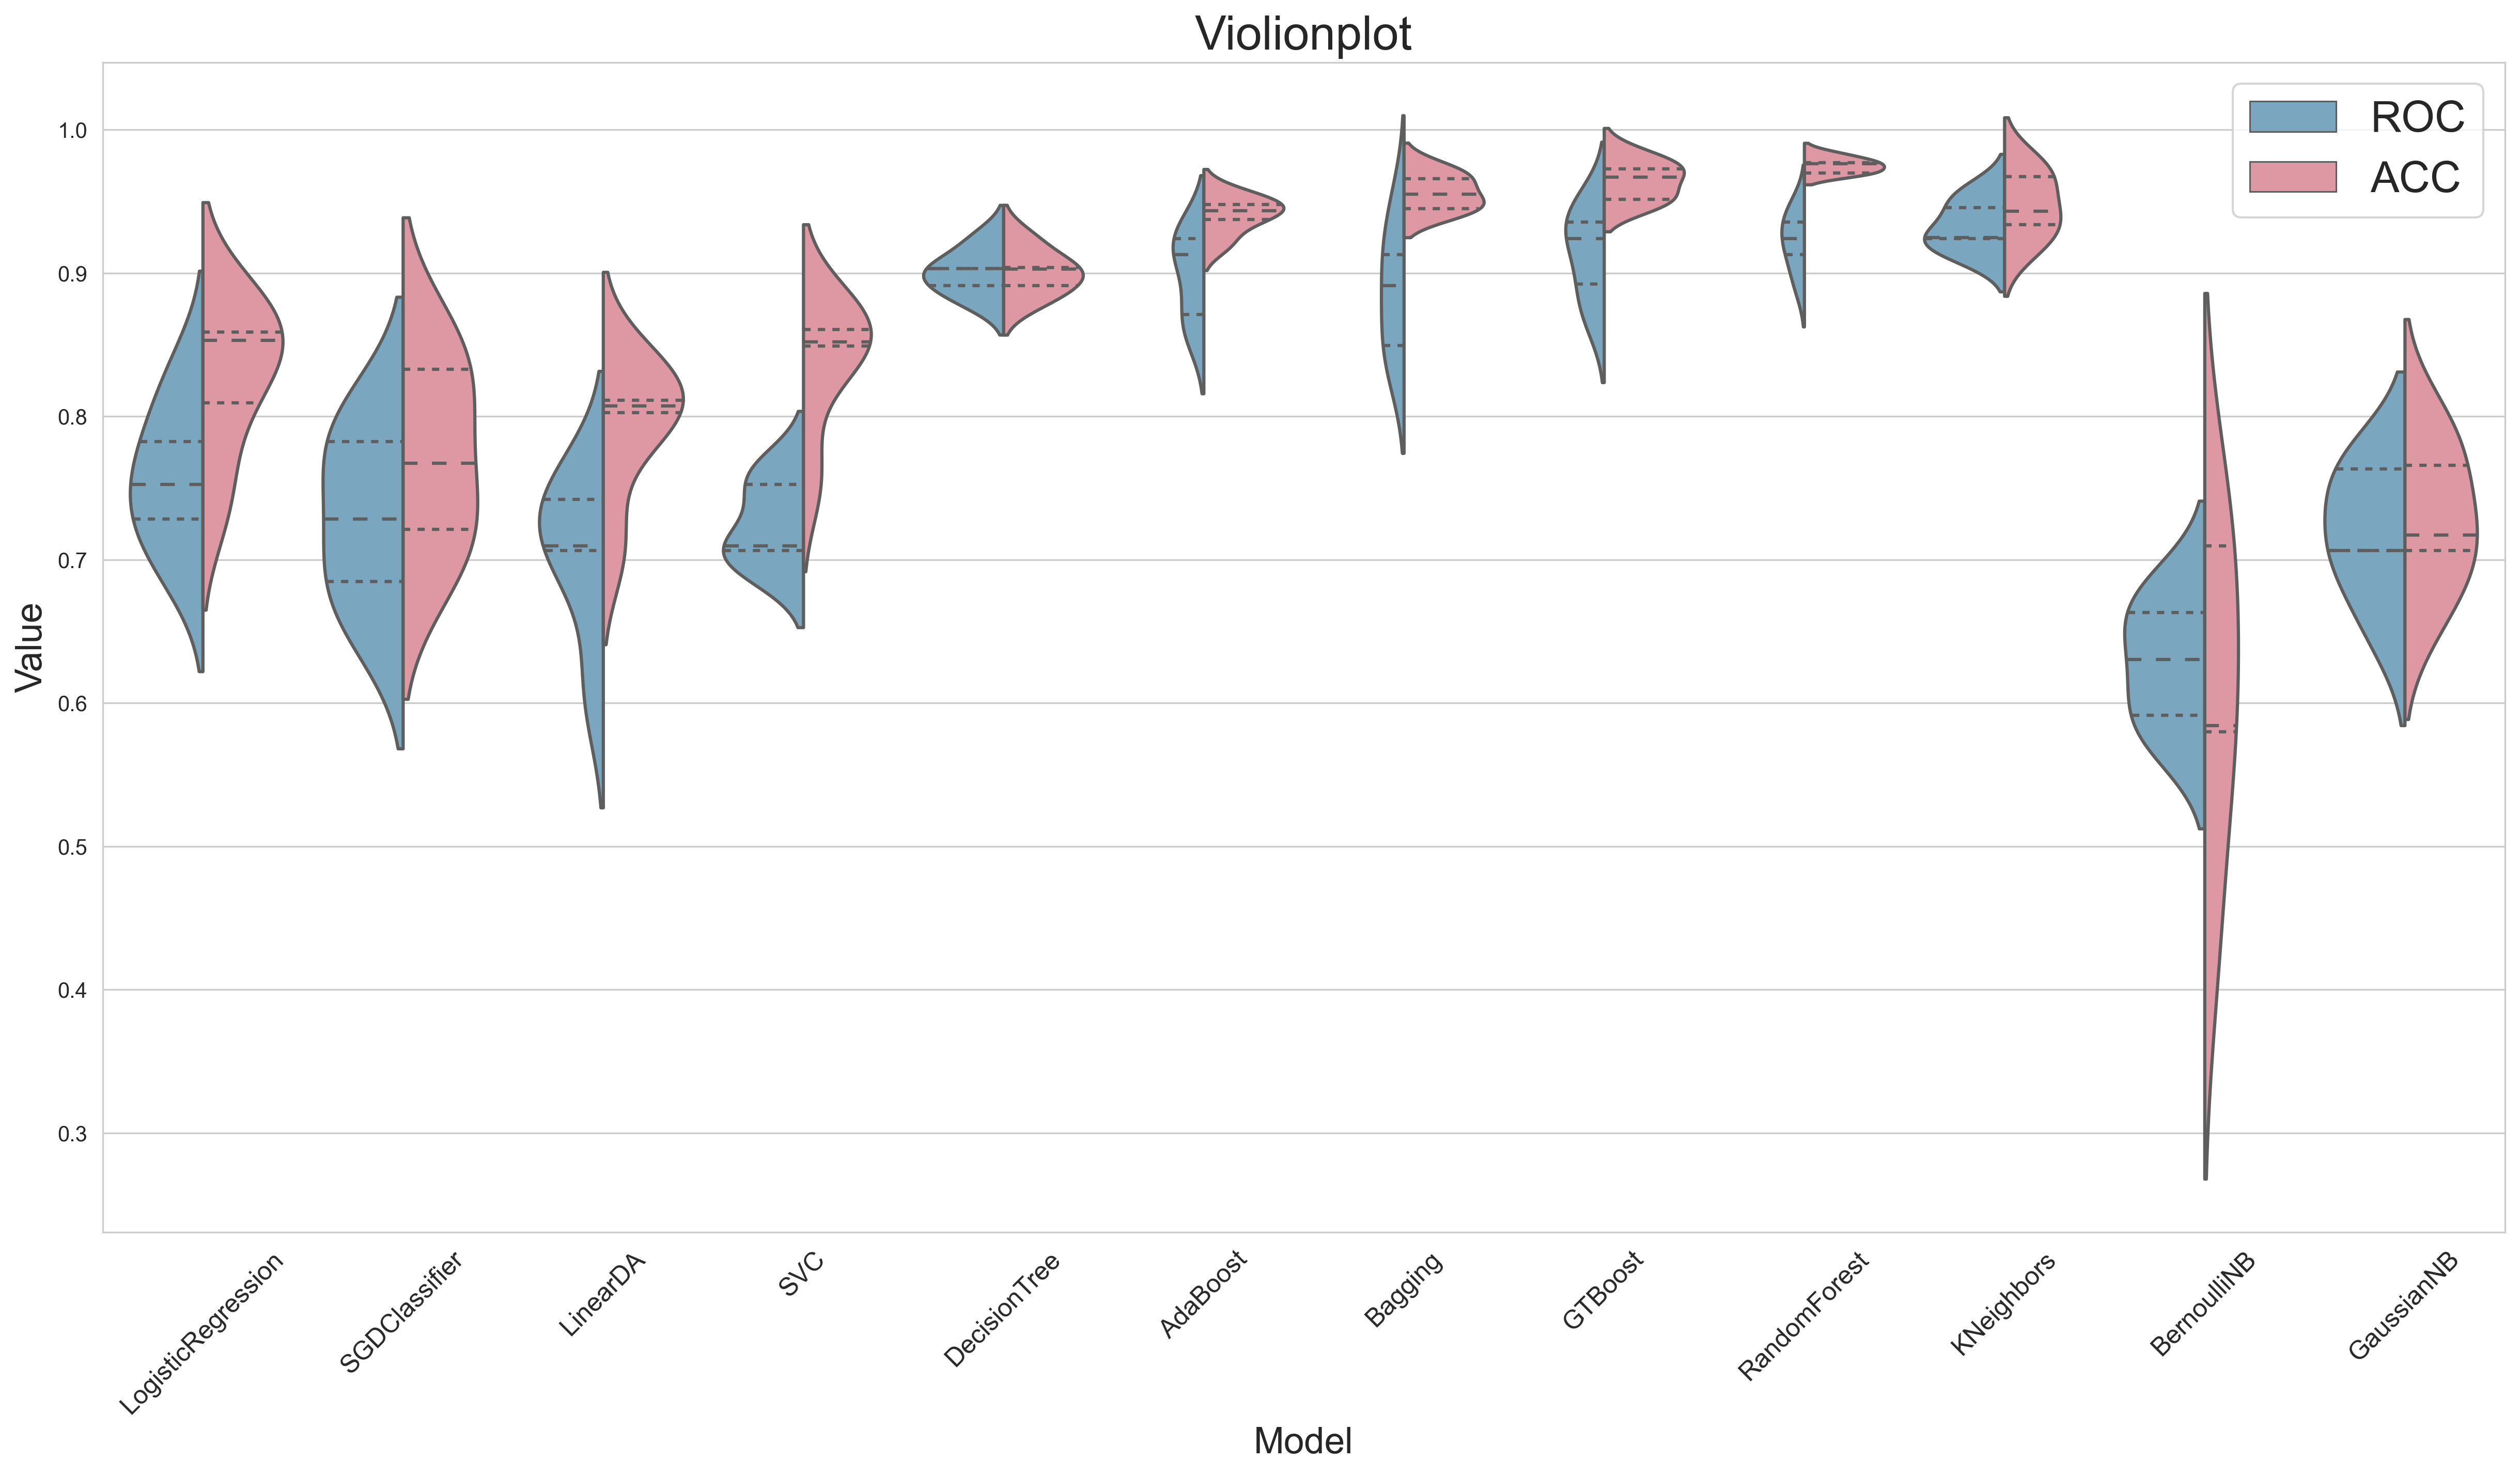 Violionplot
ROC
ACC
Value
1.0
0.9
0.8
0.7
0.6
0.5
0.4
0.3
LogisticRegression
SGDClassifier
LinearDA
SVC
DecisionTree
AdaBoost
Bagging
GTBoost
RandomForest
KNeighbors
BernoulliNB
GaussianNB
Model